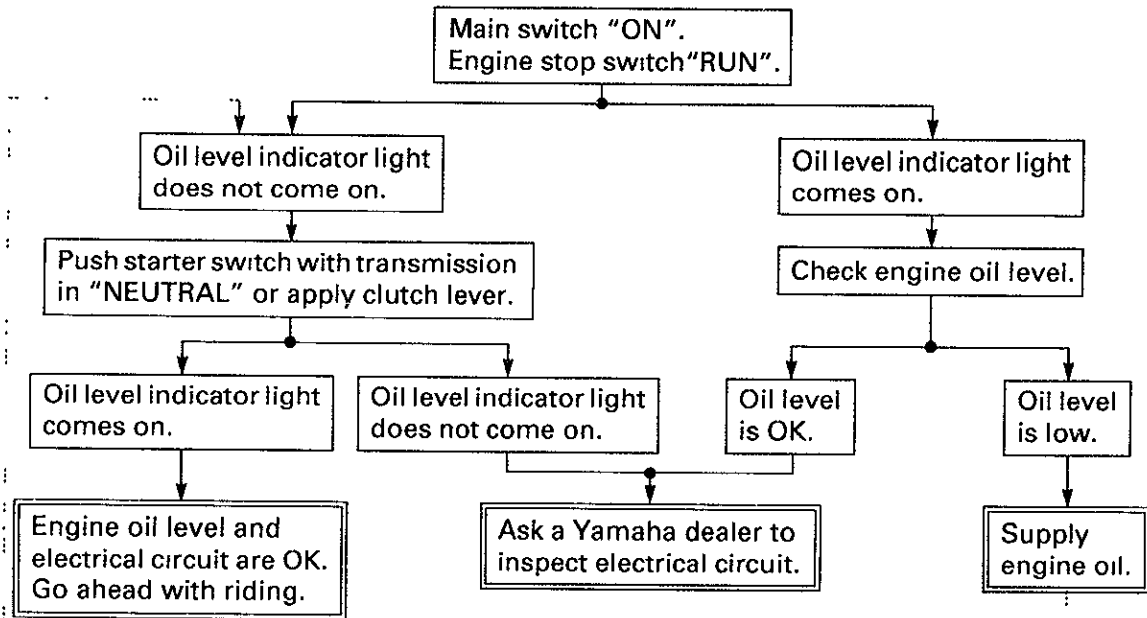 Main switch “ON”.
Engine stop switch“RUN”.
Oil level indicator light
does not come on.
Oil level indicator light
comes on.
Push starter switch with transmission
in “NEUTRAL” or apply clutch lever.
Check engine oil level.
Oil level indicator light
comes on.
Oil level indicator light
does not come on.
Oil level
is OK.
Oil level
is low.
Engine oil level and
electrical circuit are OK.
Go ahead with riding.
Ask a Yamaha dealer to
inspect electrical circuit.
Supply
engine oil.